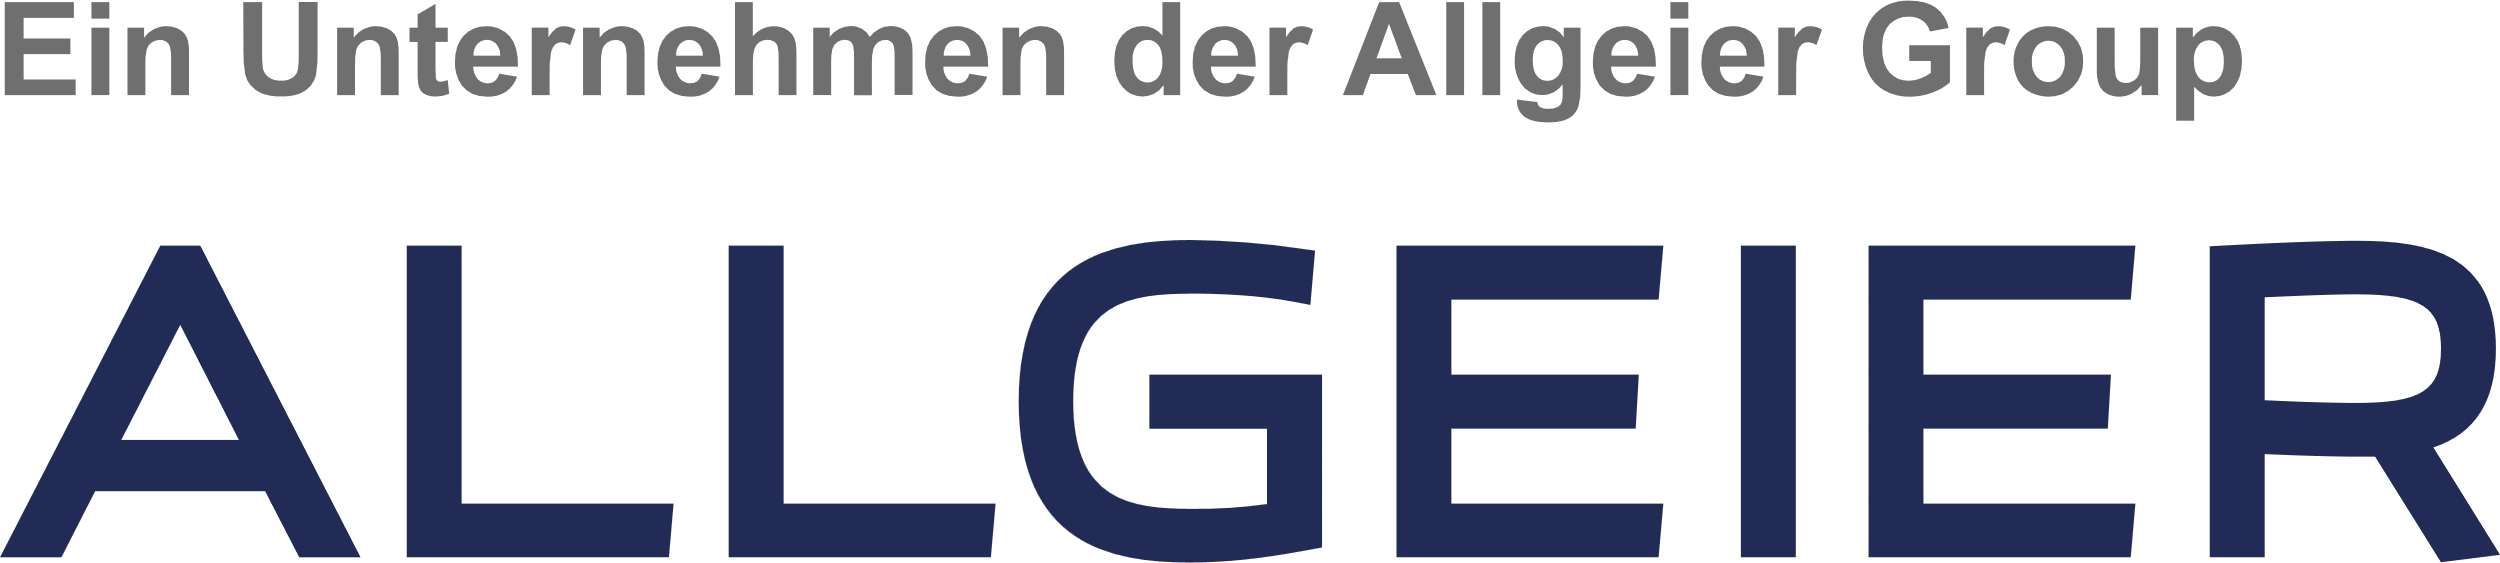 Ein Unternehmen der Allgeier Group
ALLGEIER